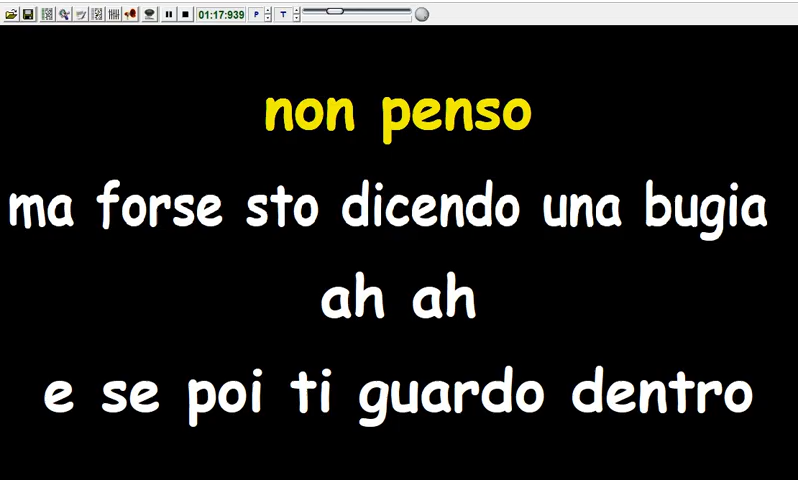 01:17:939 P T
non penso
ma forse sto dicendo una bugia
ah ah
e se poi ti guardo dentro